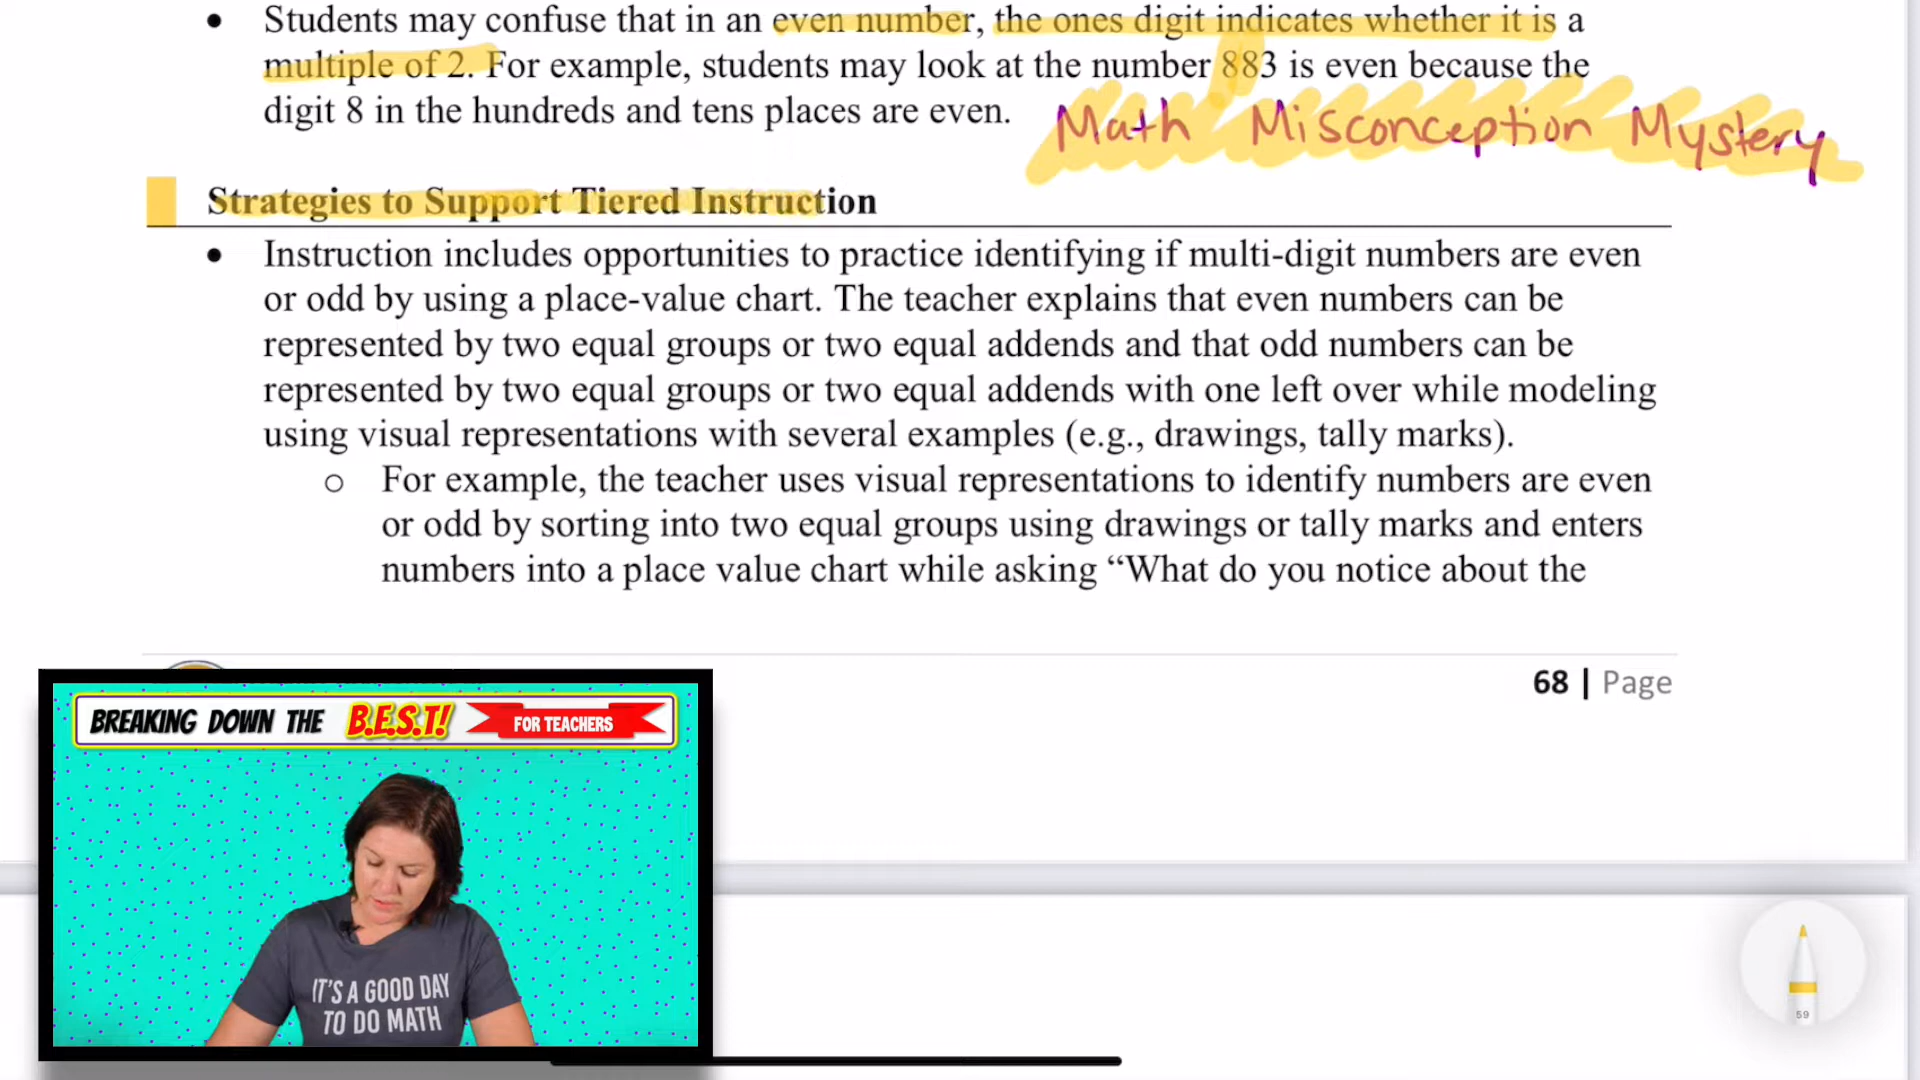 • Students may confuse that in an even number, the ones digit indicates whether it is a
multiple of 2. For example, students may look at the number 883 is even because the
digit 8 in the hundreds and tens places are even.
Math Misconception Mystery
Strategies to Support Tiered Instruction
• Instruction includes opportunities to practice identifying if multi-digit numbers are even
or odd by using a place-value chart. The teacher explains that even numbers can be
represented by two equal groups or two equal addends and that odd numbers can be
represented by two equal groups or two equal addends with one left over while modeling
using visual representations with several examples (e.g., drawings, tally marks).
o For example, the teacher uses visual representations to identify numbers are even
or odd by sorting into two equal groups using drawings or tally marks and enters
numbers into a place value chart while asking “What do you notice about the
68 | Page
BREAKING DOWN THE B.E.S.T! FOR TEACHERS
IT'S A GOOD DAY
TO DO MATH
59